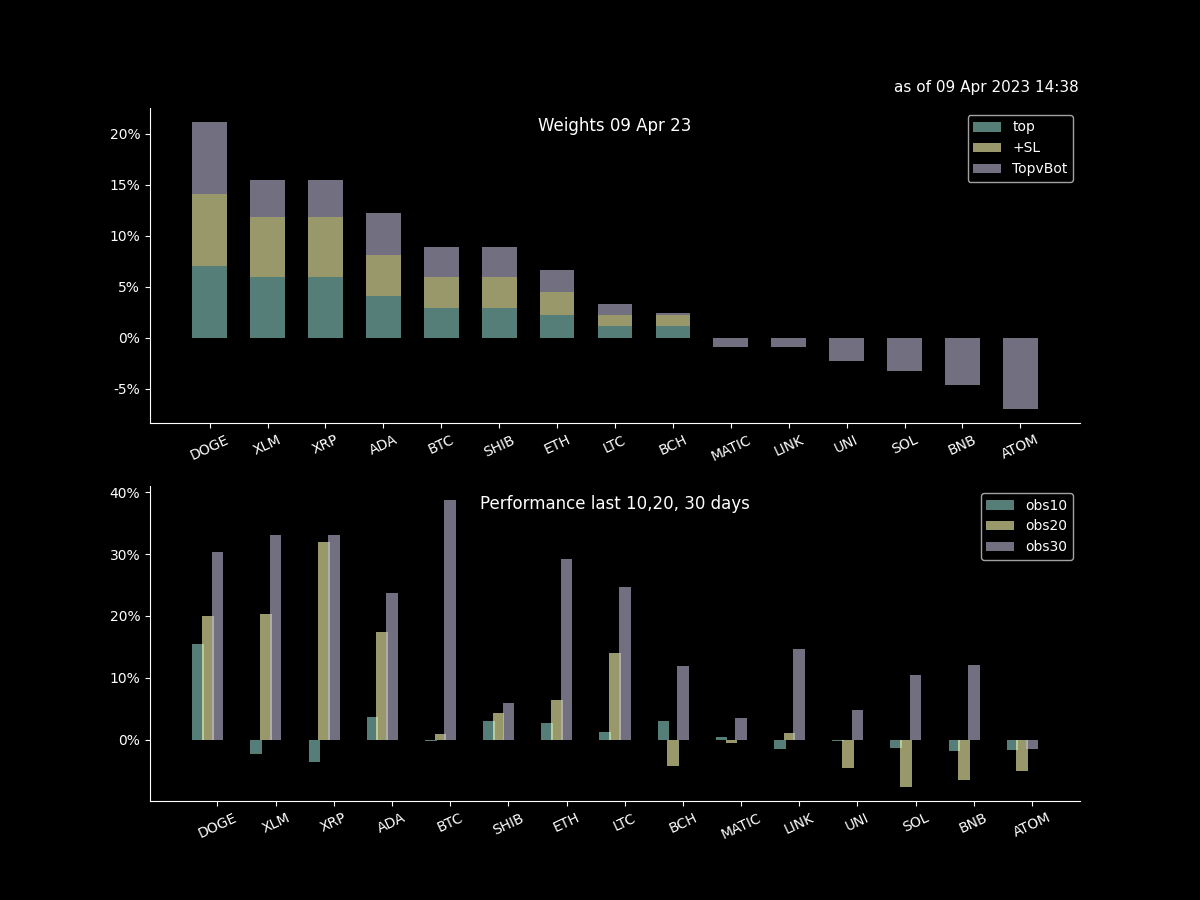 as of 09 Apr 2023 14:38
Weights 09 Apr 23
top
+SL
TopvBot
20%
15%
10%
5%
0%
-5%
DOGE XLM XRP ADA BTC SHIB ETH LTC BCH MATIC LINK UNI SOL BNB ATOM
Performance last 10,20, 30 days
obs10
obs20
obs30
40%
30%
20%
10%
0%
DOGE XLM XRP ADA BTC SHIB ETH LTC BCH MATIC LINK UNI SOL BNB ATOM